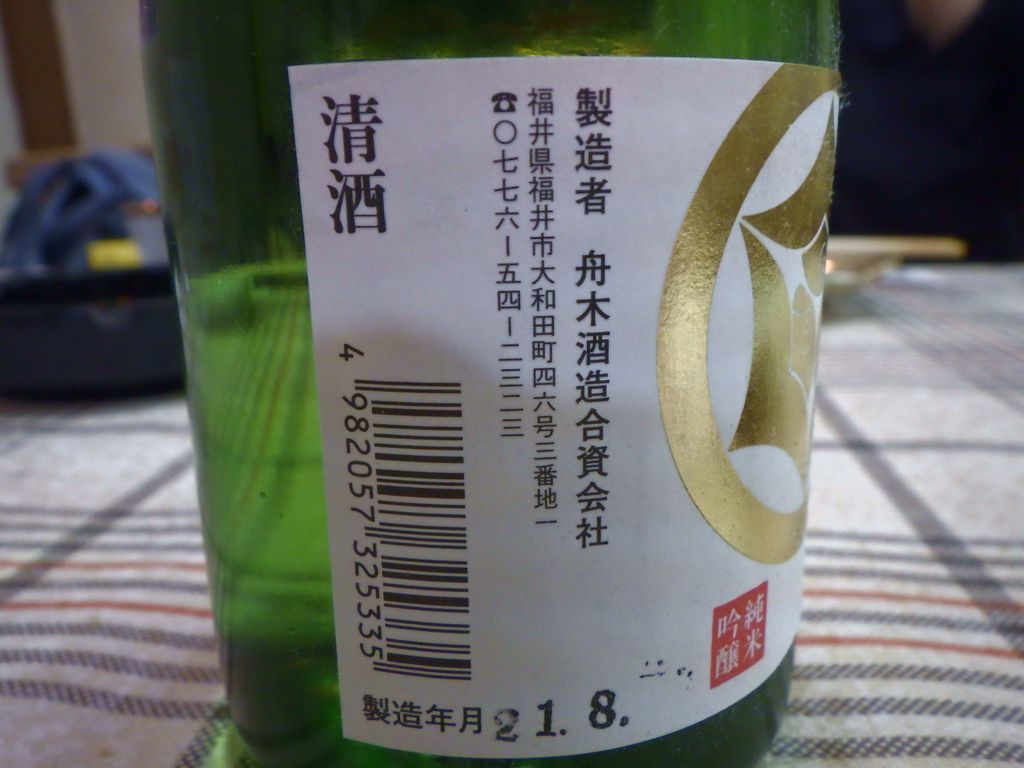 製造者 舟木酒造合資会社
福井県福井市大和田町四六号三番地一
☎〇七七六ー五四ー二三二三
清酒
4 982057 325335
純米
吟醸
製造年月 21.8.